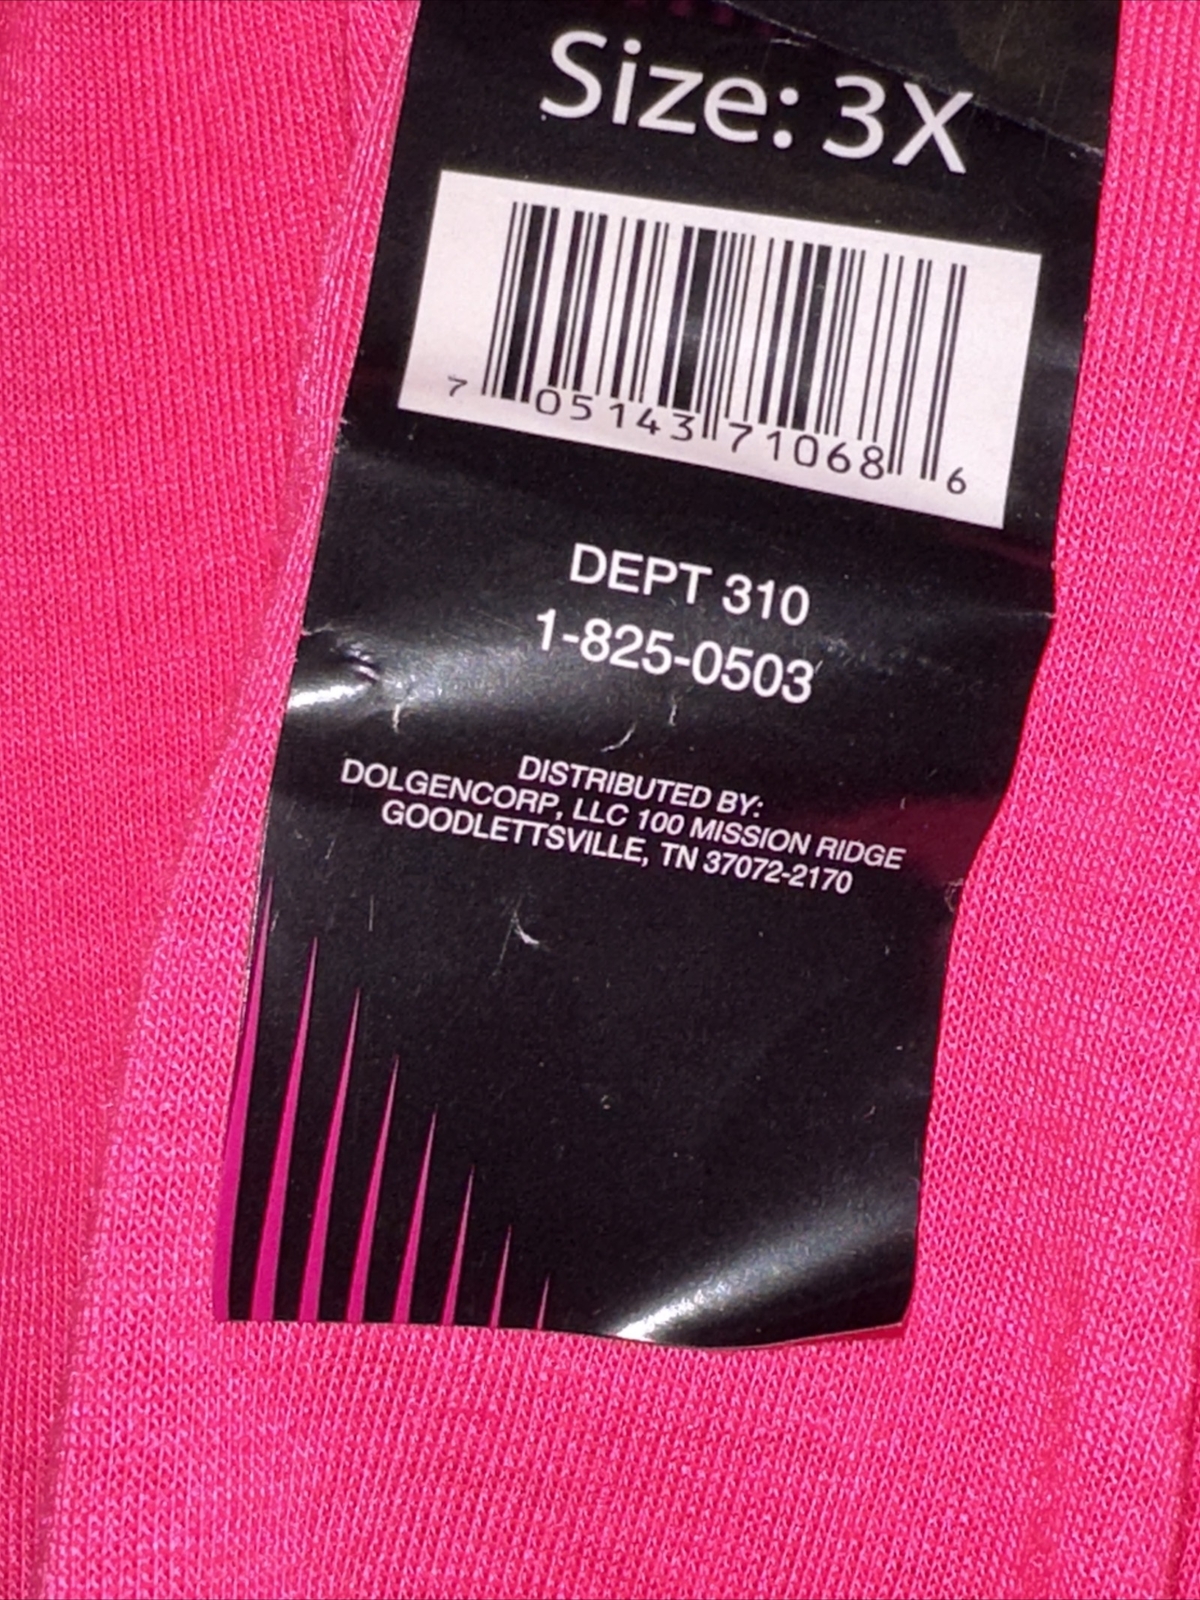 Size: 3X
7 05143 71068 6
DEPT 310
1-825-0503
DISTRIBUTED BY:
DOLGENCORP, LLC 100 MISSION RIDGE
GOODLETTSVILLE, TN 37072-2170